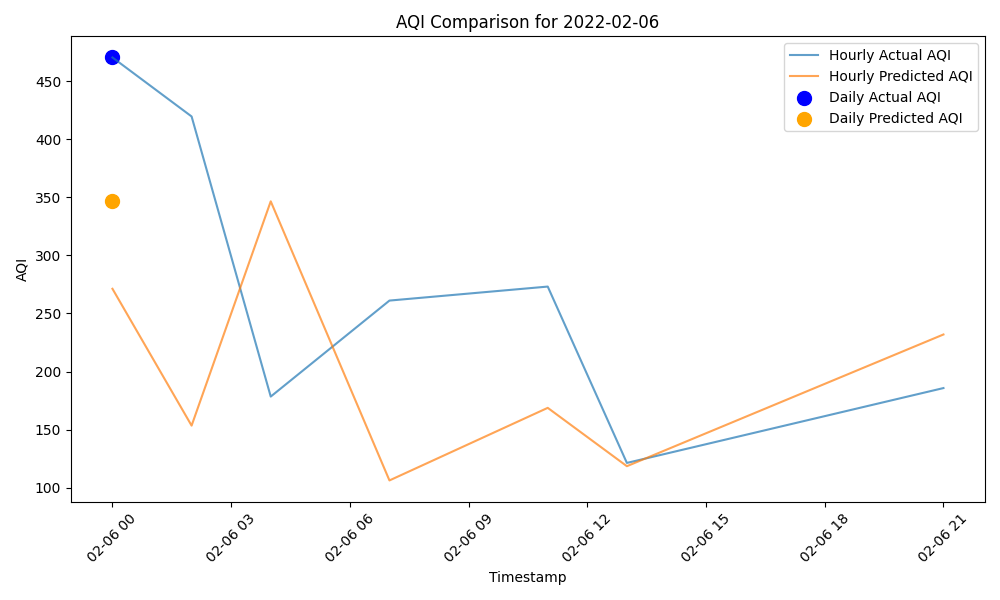 AQI Comparison for 2022-02-06
Hourly Actual AQI
Hourly Predicted AQI
Daily Actual AQI
Daily Predicted AQI
AQI
450
400
350
300
250
200
150
100
02-06 00
02-06 03
02-06 06
02-06 09
02-06 12
02-06 15
02-06 18
02-06 21
Timestamp